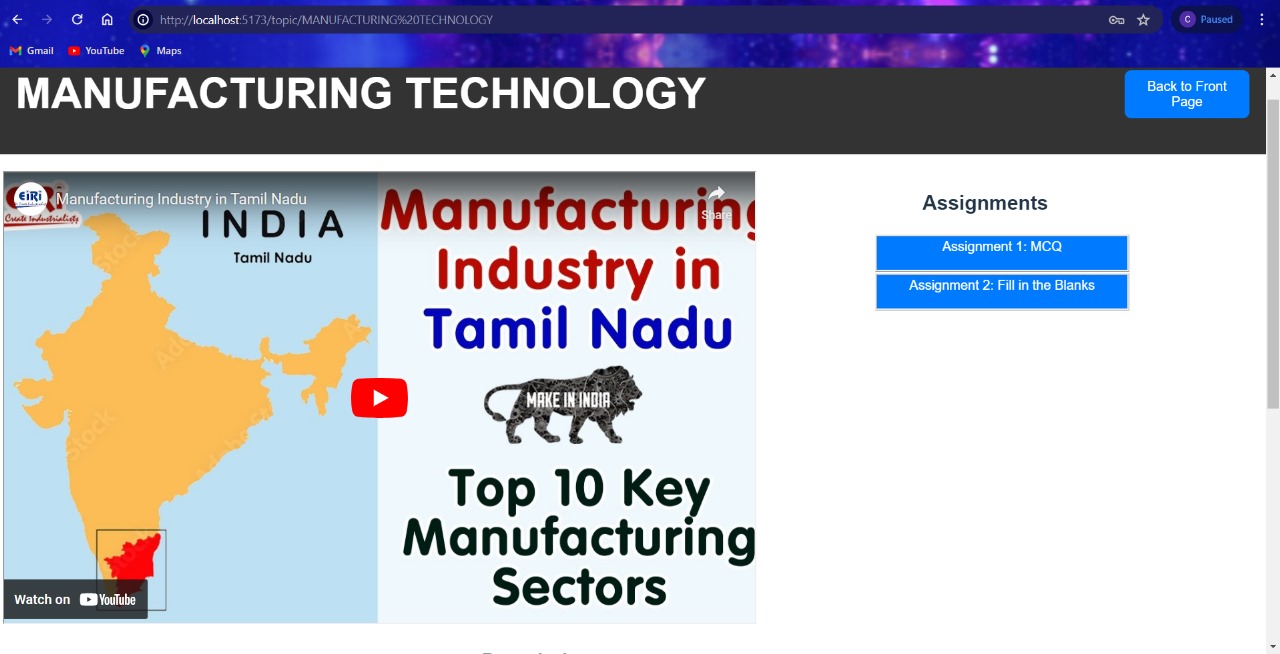 http://localhost:5173/topic/MANUFACTURING%20TECHNOLOGY
C Paused
Gmail YouTube Maps
MANUFACTURING TECHNOLOGY
Back to Front
Page
EiRi
Manufacturing Industry in Tamil Nadu
Share
Create Industrialists
INDIA
Tamil Nadu
Manufacturing
Industry in
Tamil Nadu
MAKE IN INDIA
Top 10 Key
Manufacturing
Sectors
Watch on YouTube
Assignments
Assignment 1: MCQ
Assignment 2: Fill in the Blanks